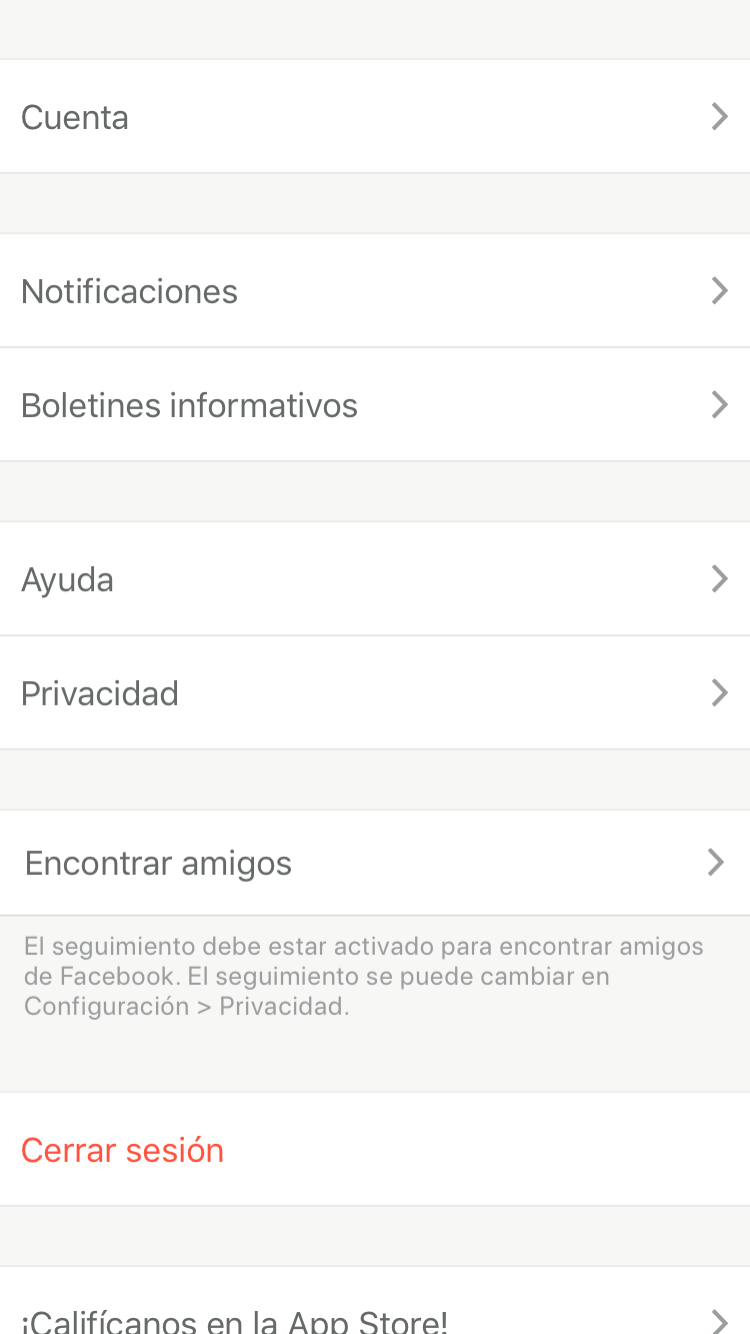 Cuenta
Notificaciones
Boletines informativos
Ayuda
Privacidad
Encontrar amigos
El seguimiento debe estar activado para encontrar amigos
de Facebook. El seguimiento se puede cambiar en
Configuración > Privacidad.
Cerrar sesión
¡Califícanos en la App Store!